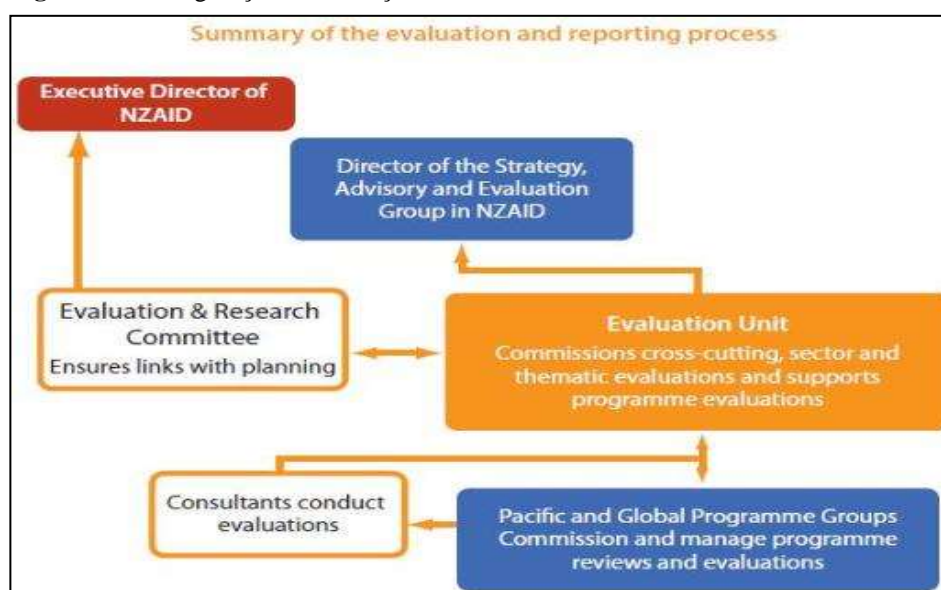 Summary of the evaluation and reporting process
Executive Director of
NZAID
Director of the Strategy,
Advisory and Evaluation
Group in NZAID
Evaluation & Research
Committee
Ensures links with planning
Evaluation Unit
Commissions cross-cutting, sector and
thematic evaluations and supports
programme evaluations
Consultants conduct
evaluations
Pacific and Global Programme Groups
Commission and manage programme
reviews and evaluations